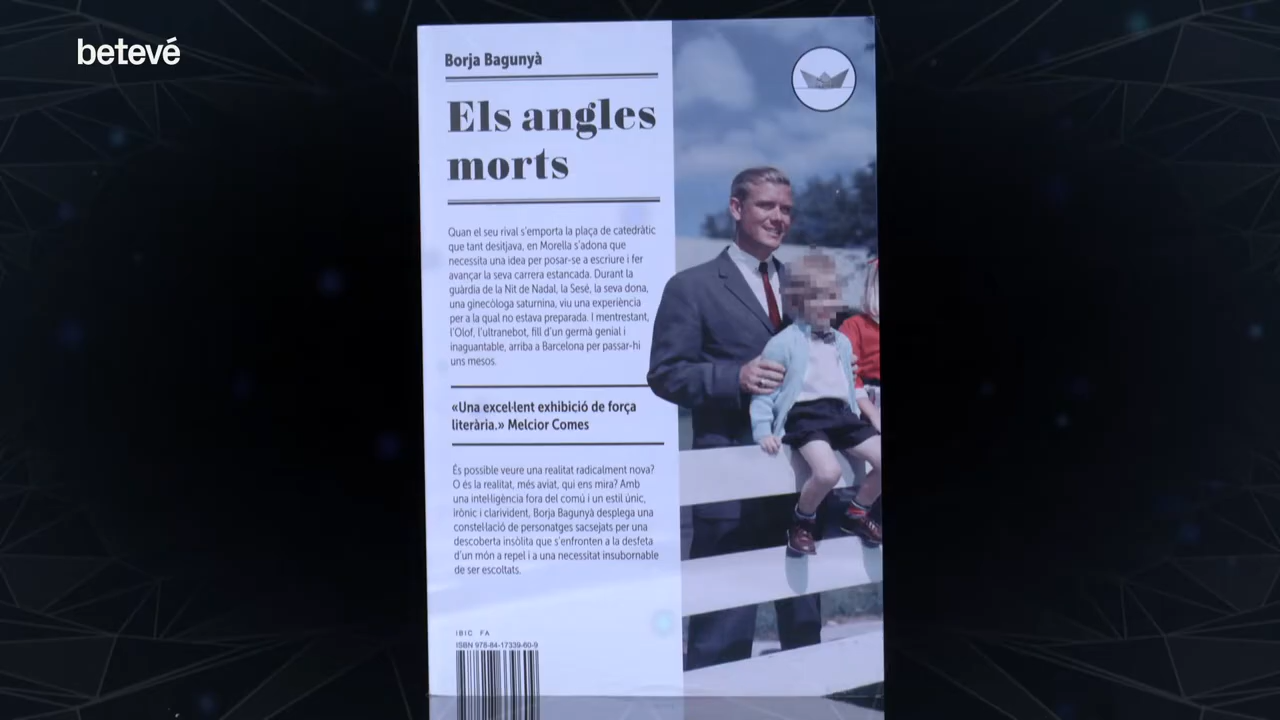 betevé
Borja Bagunyà
Els angles
morts
Quan el seu rival s'emporta la plaça de catedràtic
que tant desitjava, en Morella s'adona que
necessita una idea per posar-se a escriure i fer
avançar la seva carrera estancada. Durant la
guàrdia de la Nit de Nadal, la Sesé, la seva dona,
una ginecòloga saturnina, viu una experiència
per a la qual no estava preparada. I mentrestant,
l'Olof, l'ultranebot, fill d'un germà genial i
inaguantable, arriba a Barcelona per passar-hi
uns mesos.
«Una excel·lent exhibició de força
literària.» Melcior Comes
És possible veure una realitat radicalment nova?
O és la realitat, més aviat, qui ens mira? Amb
una intel·ligència fora del comú i un estil únic,
irònic i clarivident, Borja Bagunyà desplega una
constel·lació de personatges sacsejats per una
descoberta insòlita que s'enfronten a la desfeta
d'un món a repel i a una necessitat insubornable
de ser escoltats.
IBIC FA
ISBN 978-84-17339-60-9